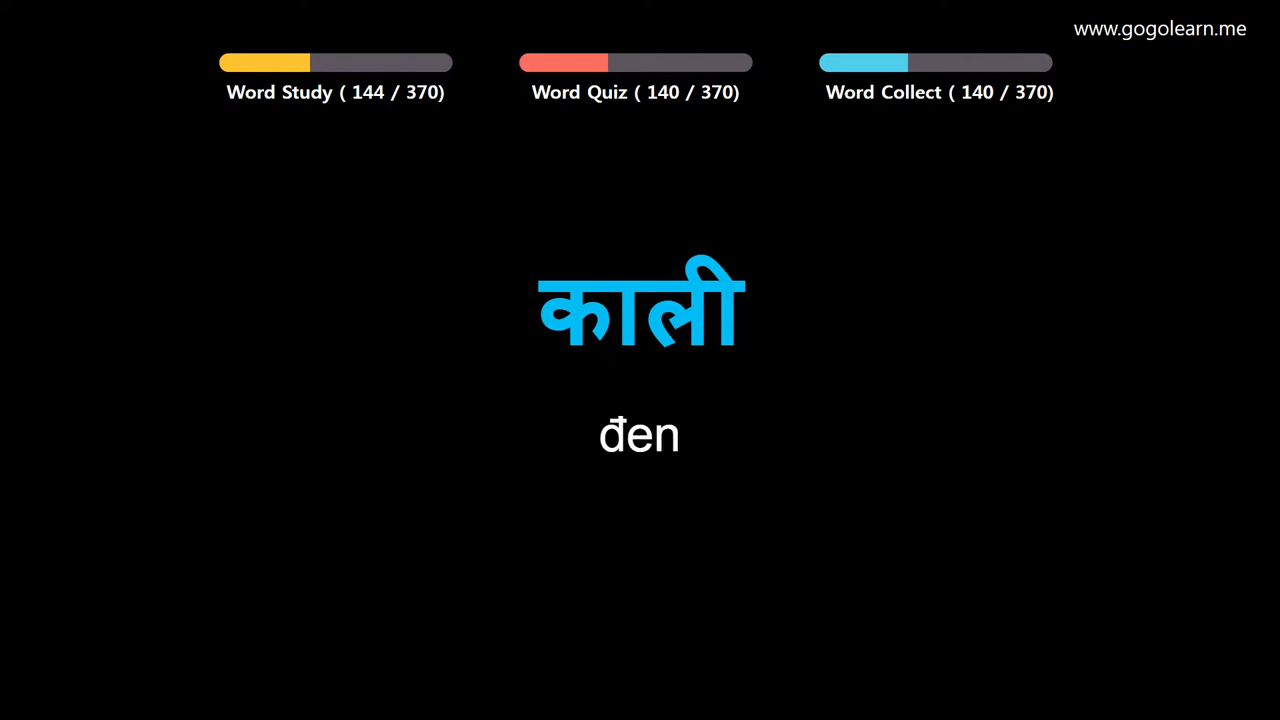 www.gogolearn.me
Word Study ( 144 / 370)
Word Quiz ( 140 / 370)
Word Collect ( 140 / 370)
काली
đen